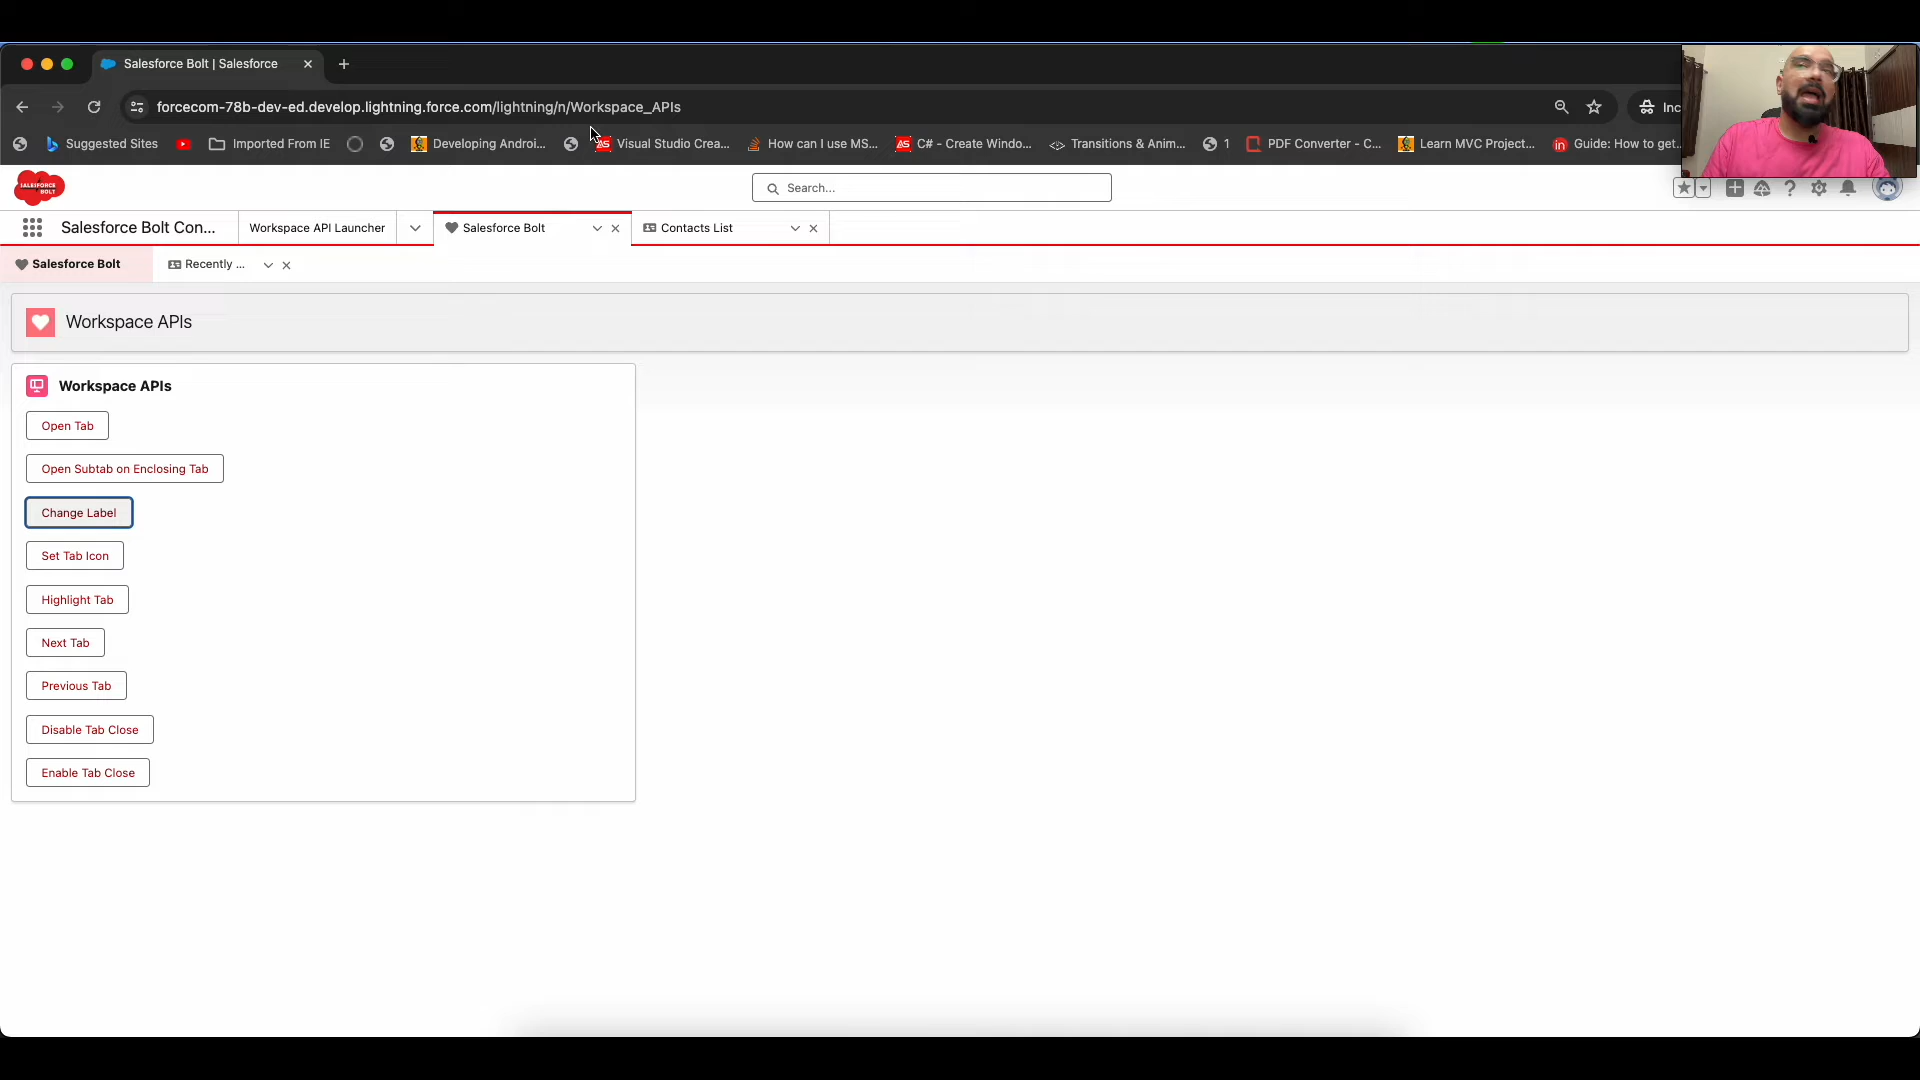 Salesforce Bolt | Salesforce
forcecom-78b-dev-ed.develop.lightning.force.com/lightning/n/Workspace_APIs
Inc
Suggested Sites
Imported From IE
Developing Androi...
Visual Studio Crea...
How can I use MS...
C# - Create Windo...
Transitions & Anim...
1
PDF Converter - C...
Learn MVC Project...
Guide: How to get...
SALESFORCE
BOLT
Search...
Salesforce Bolt Con...
Workspace API Launcher
Salesforce Bolt
Contacts List
Salesforce Bolt
Recently ...
Workspace APIs
Workspace APIs
Open Tab
Open Subtab on Enclosing Tab
Change Label
Set Tab Icon
Highlight Tab
Next Tab
Previous Tab
Disable Tab Close
Enable Tab Close